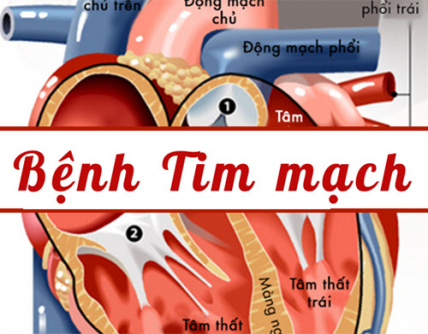 chủ trên
Động mạch
chủ
phổi trái
Động mạch phổi
1
Tâm
Bệnh Tim mạch
2
Tâm thất
trái
Màng ng
Tâm thất